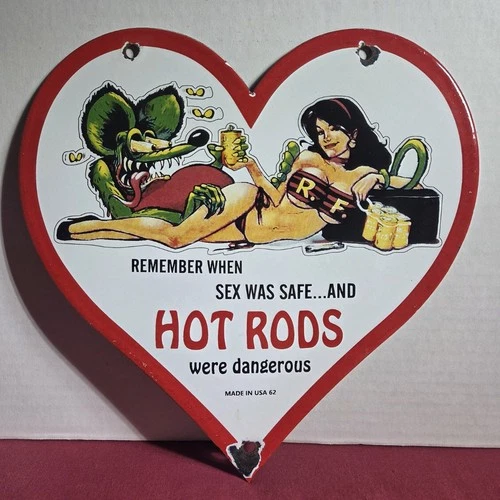 R. F.
REMEMBER WHEN
SEX WAS SAFE...AND
HOT RODS
were dangerous
MADE IN USA 62